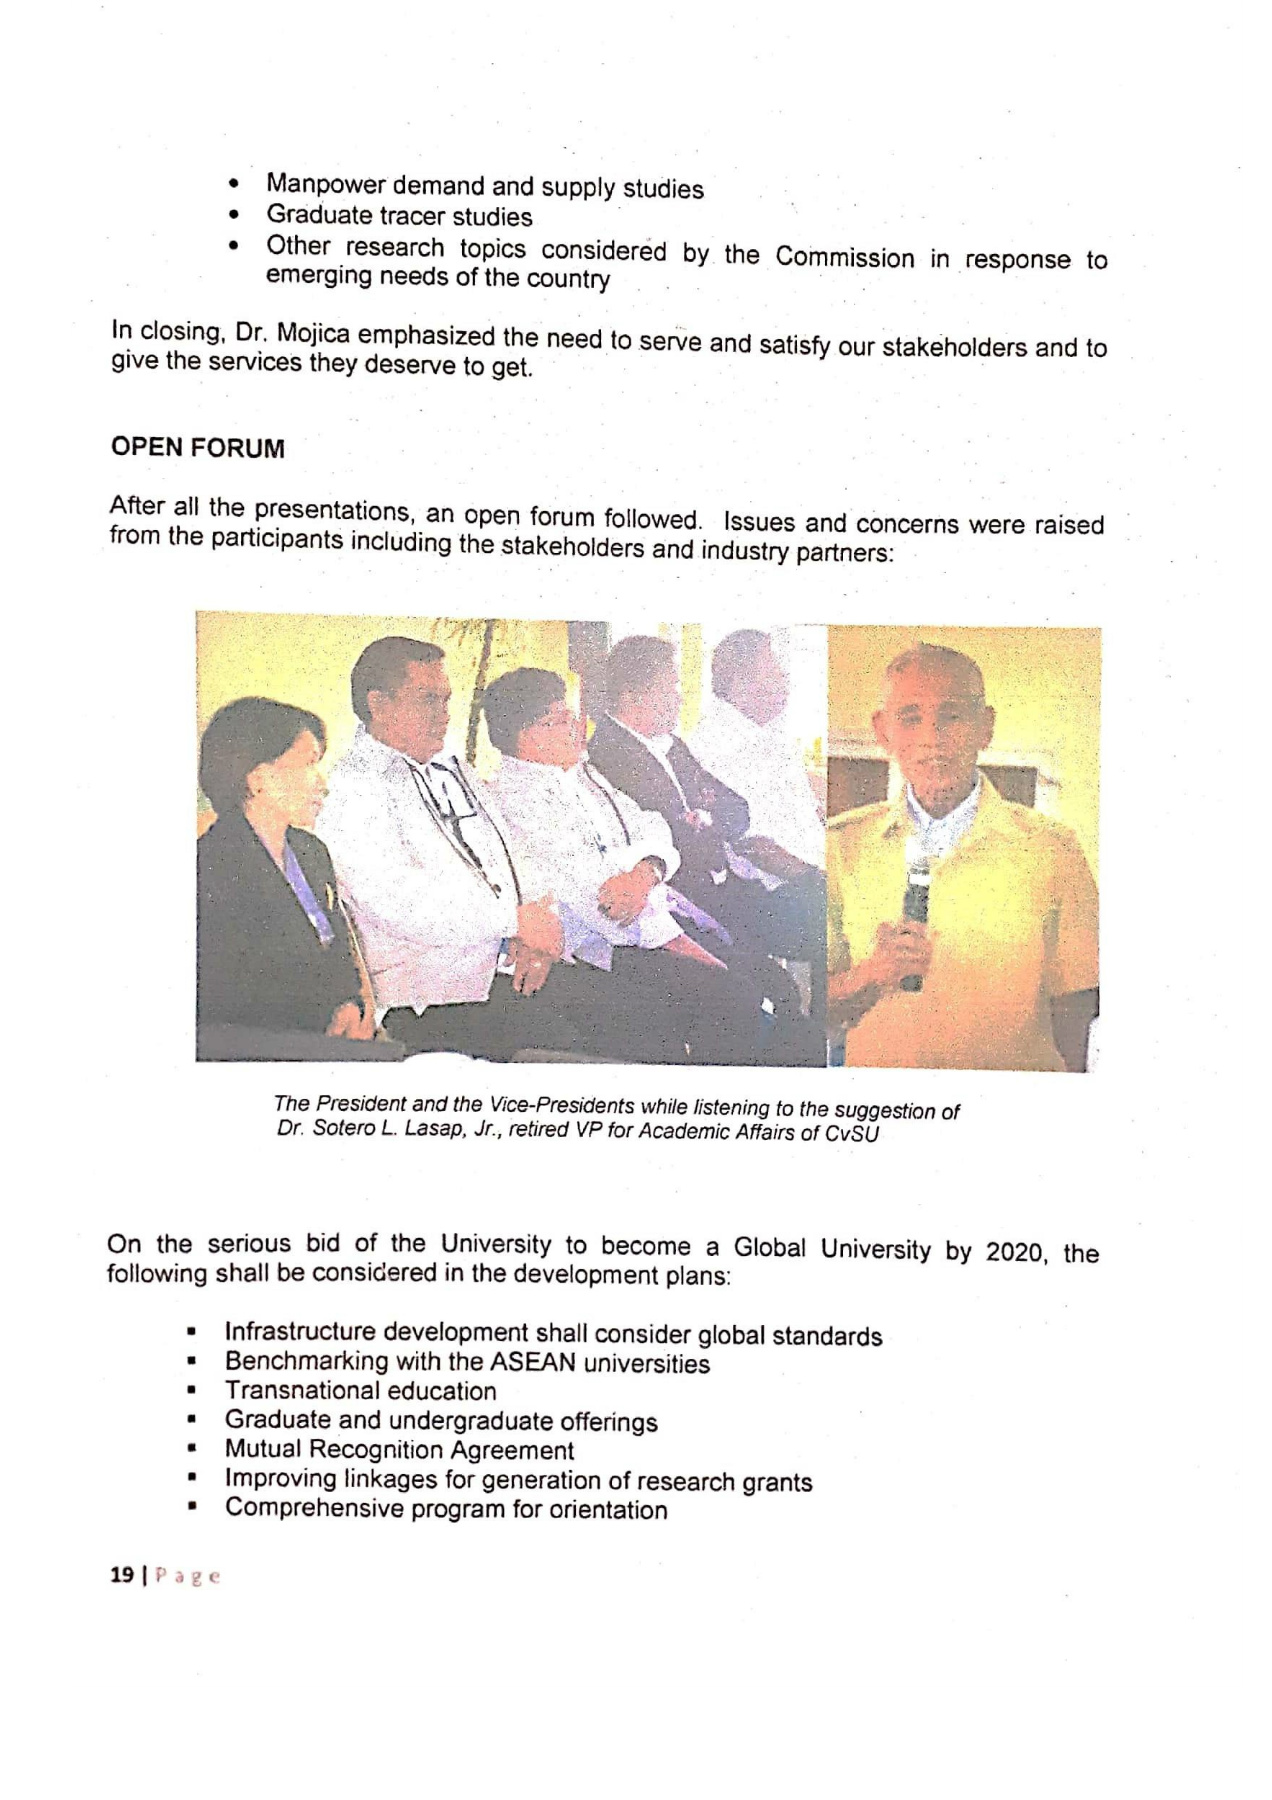 • Manpower demand and supply studies
• Graduate tracer studies
• Other research topics considered by the Commission in response to
emerging needs of the country
In closing, Dr. Mojica emphasized the need to serve and satisfy our stakeholders and to
give the services they deserve to get.
OPEN FORUM
After all the presentations, an open forum followed. Issues and concerns were raised
from the participants including the stakeholders and industry partners:
The President and the Vice-Presidents while listening to the suggestion of
Dr. Sotero L. Lasap, Jr., retired VP for Academic Affairs of CvSU
On the serious bid of the University to become a Global University by 2020, the
following shall be considered in the development plans:
▪ Infrastructure development shall consider global standards
▪ Benchmarking with the ASEAN universities
▪ Transnational education
▪ Graduate and undergraduate offerings
▪ Mutual Recognition Agreement
▪ Improving linkages for generation of research grants
▪ Comprehensive program for orientation
19 | Page